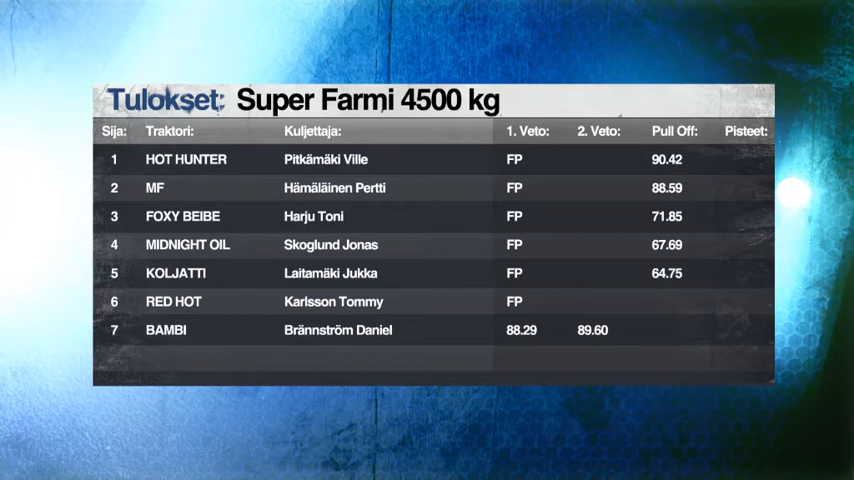 Tulokset: Super Farmi 4500 kg
Sija: Traktori: Kuljettaja: 1. Veto: 2. Veto: Pull Off: Pisteet:
1 HOT HUNTER Pitkämäki Ville FP 90.42
2 MF Hämäläinen Pertti FP 88.59
3 FOXY BEIBE Harju Toni FP 71.85
4 MIDNIGHT OIL Skoglund Jonas FP 67.69
5 KOLJATTI Laitamäki Jukka FP 64.75
6 RED HOT Karlsson Tommy FP
7 BAMBI Brännström Daniel 88.29 89.60